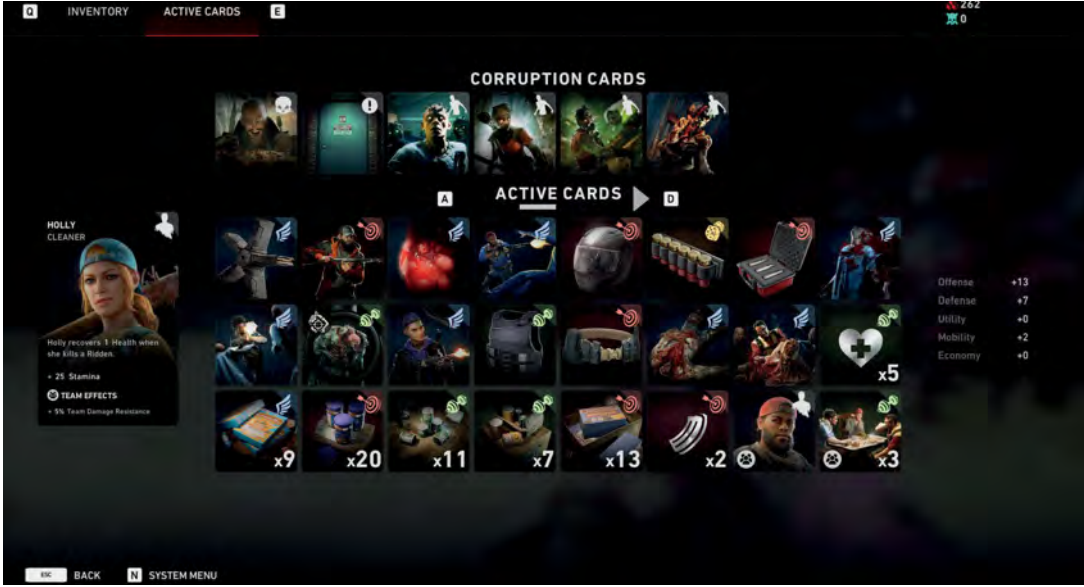 Q INVENTORY ACTIVE CARDS E
262
0
CORRUPTION CARDS
A ACTIVE CARDS D
HOLLY
CLEANER
Holly recovers 1 Health when
she kills a Ridden.
+ 25 Stamina
TEAM EFFECTS
+ 5% Team Damage Resistance
Offense +13
Defense +7
Utility +0
Mobility +2
Economy +0
x5
x9 x20 x11 x7 x13 x2 x3
ESC BACK N SYSTEM MENU